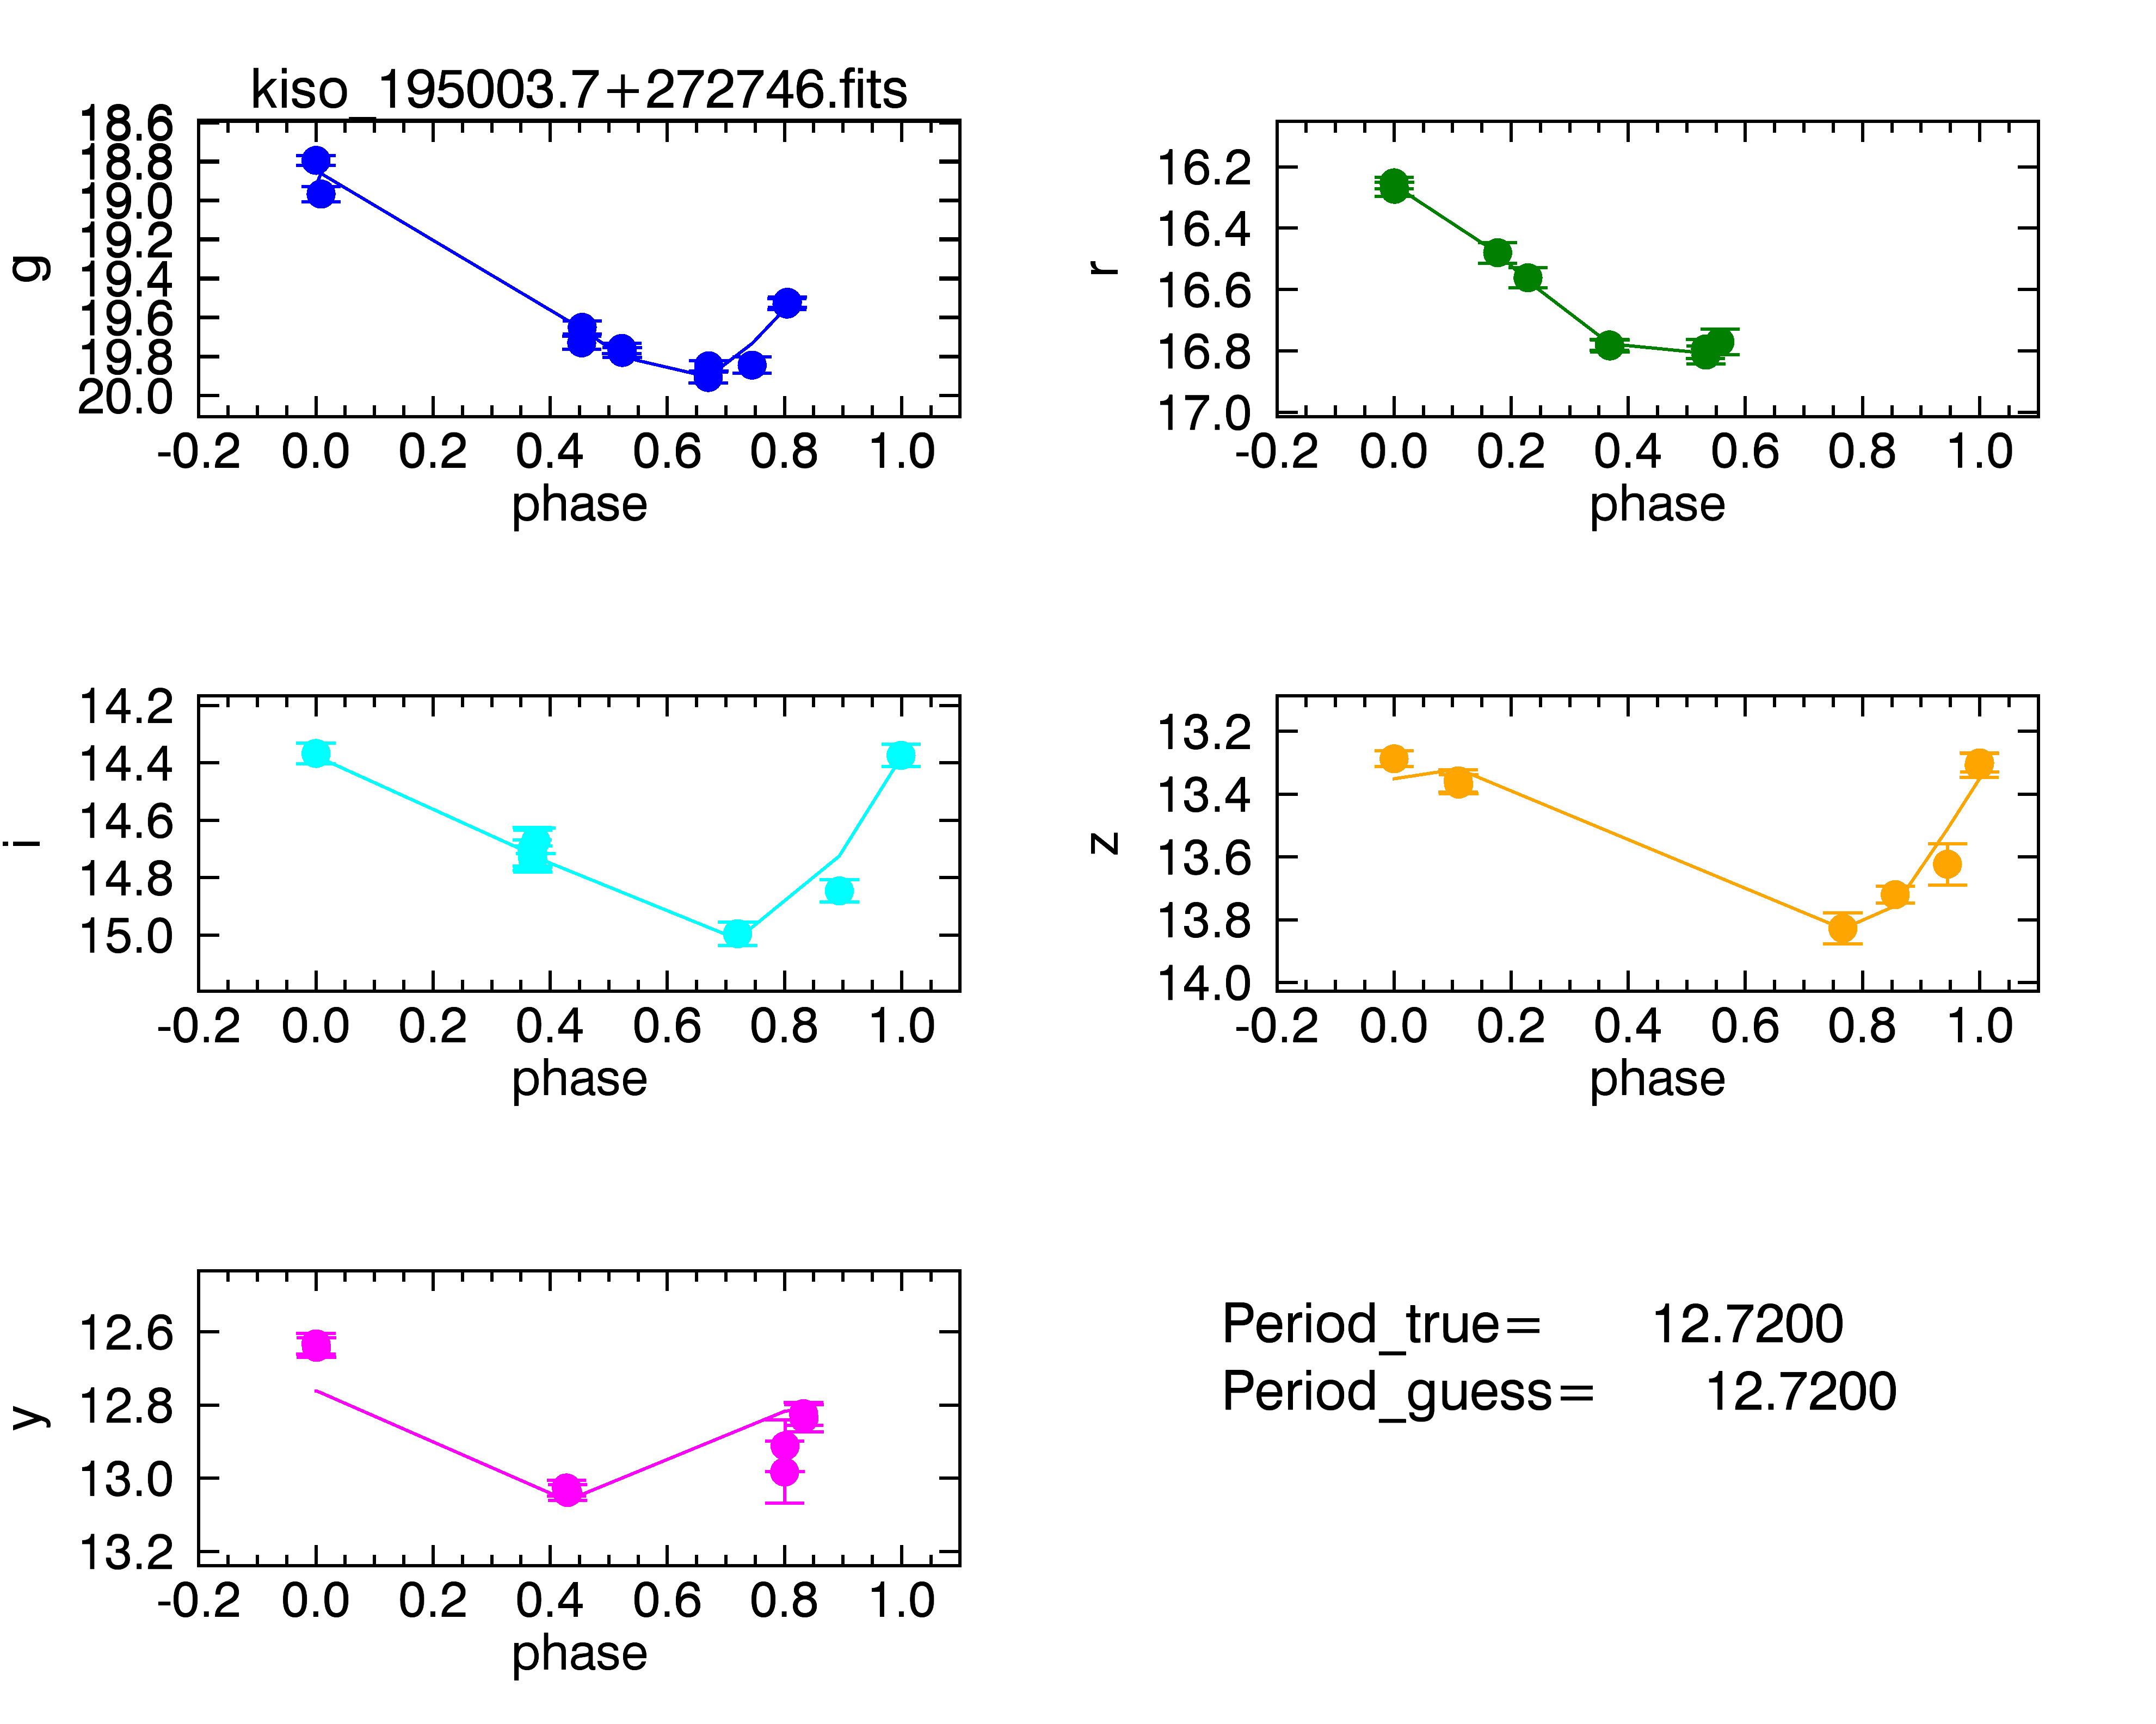 kiso_195003.7+272746.fits
18.6
18.8
19.0
19.2
19.4
19.6
19.8
20.0
g
-0.2 0.0 0.2 0.4 0.6 0.8 1.0
phase
16.2
16.4
16.6
16.8
17.0
r
-0.2 0.0 0.2 0.4 0.6 0.8 1.0
phase
14.2
14.4
14.6
14.8
15.0
i
-0.2 0.0 0.2 0.4 0.6 0.8 1.0
phase
13.2
13.4
13.6
13.8
14.0
z
-0.2 0.0 0.2 0.4 0.6 0.8 1.0
phase
12.6
12.8
13.0
13.2
y
-0.2 0.0 0.2 0.4 0.6 0.8 1.0
phase
Period_true= 12.7200
Period_guess= 12.7200